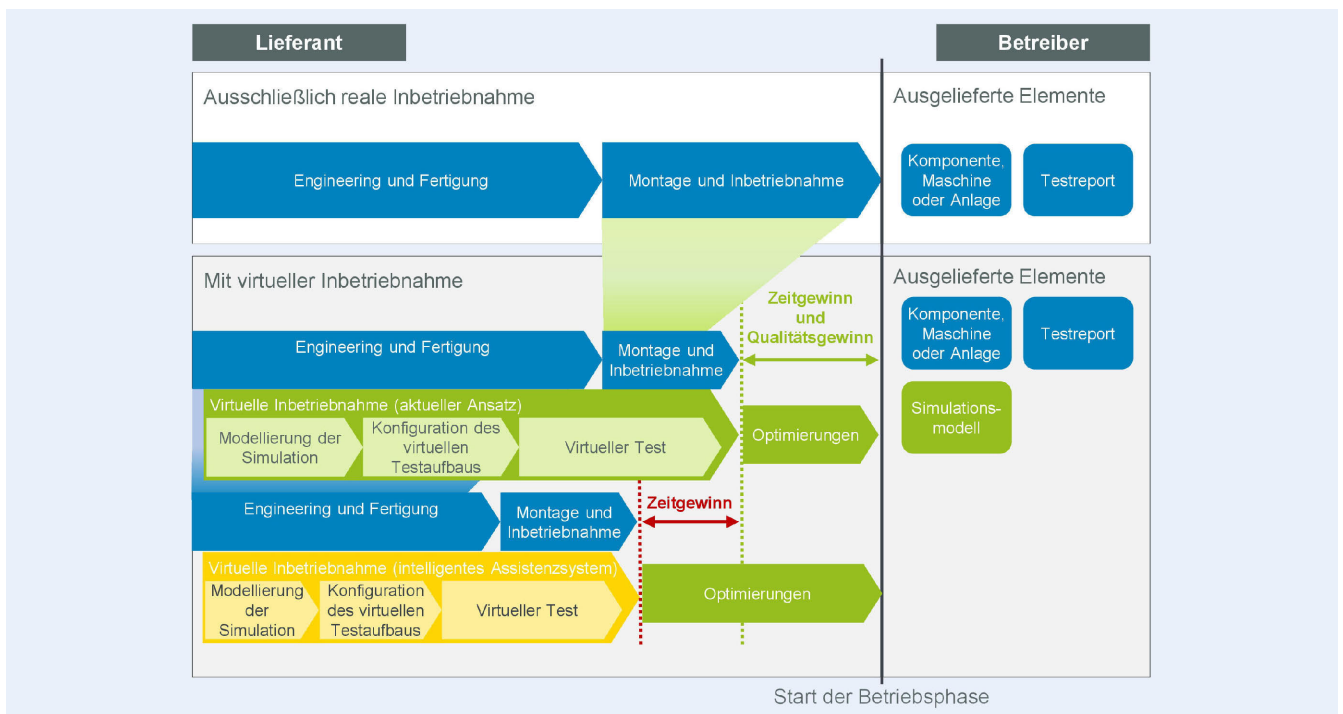 Lieferant
Betreiber
Ausschließlich reale Inbetriebnahme
Ausgelieferte Elemente
Engineering und Fertigung
Montage und Inbetriebnahme
Komponente,
Maschine
oder Anlage
Testreport
Mit virtueller Inbetriebnahme
Ausgelieferte Elemente
Zeitgewinn
und
Qualitätsgewinn
Komponente,
Maschine
oder Anlage
Testreport
Engineering und Fertigung
Montage und
Inbetriebnahme
Virtuelle Inbetriebnahme (aktueller Ansatz)
Modellierung der
Simulation
Konfiguration des
virtuellen
Testaufbaus
Virtueller Test
Optimierungen
Simulations-
modell
Engineering und Fertigung
Montage und
Inbetriebnahme
Zeitgewinn
Virtuelle Inbetriebnahme (intelligentes Assistenzsystem)
Modellierung
der
Simulation
Konfiguration
des virtuellen
Testaufbaus
Virtueller Test
Optimierungen
Start der Betriebsphase